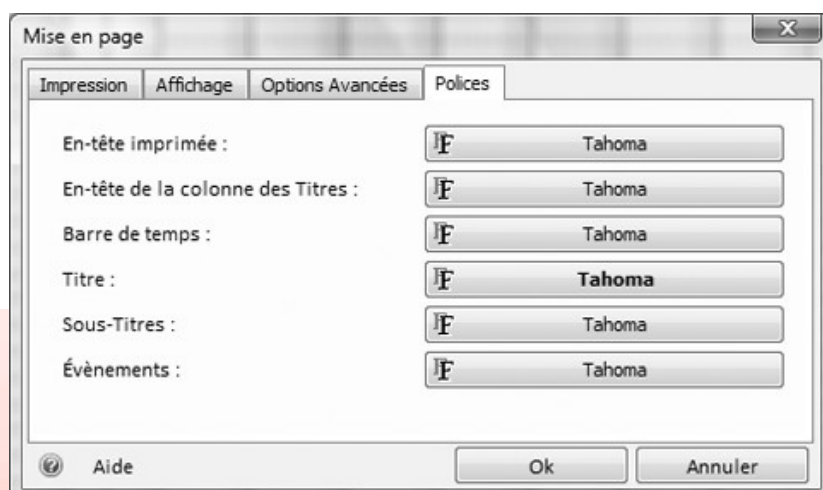 Mise en page
Impression Affichage Options Avancées Polices
En-tête imprimée : Tahoma
En-tête de la colonne des Titres : Tahoma
Barre de temps : Tahoma
Titre : Tahoma
Sous-Titres : Tahoma
Évènements : Tahoma
Aide Ok Annuler